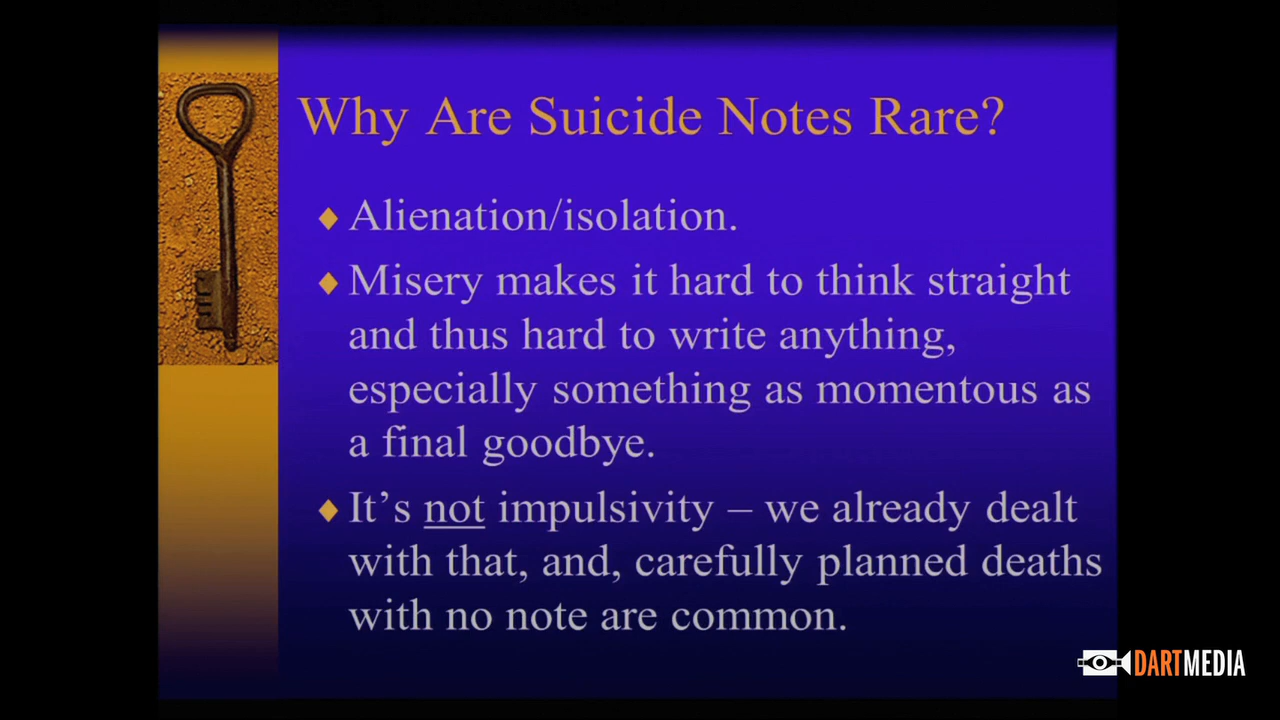 Why Are Suicide Notes Rare?
Alienation/isolation.
Misery makes it hard to think straight
and thus hard to write anything,
especially something as momentous as
a final goodbye.
It's not impulsivity – we already dealt
with that, and, carefully planned deaths
with no note are common.
DARTMEDIA